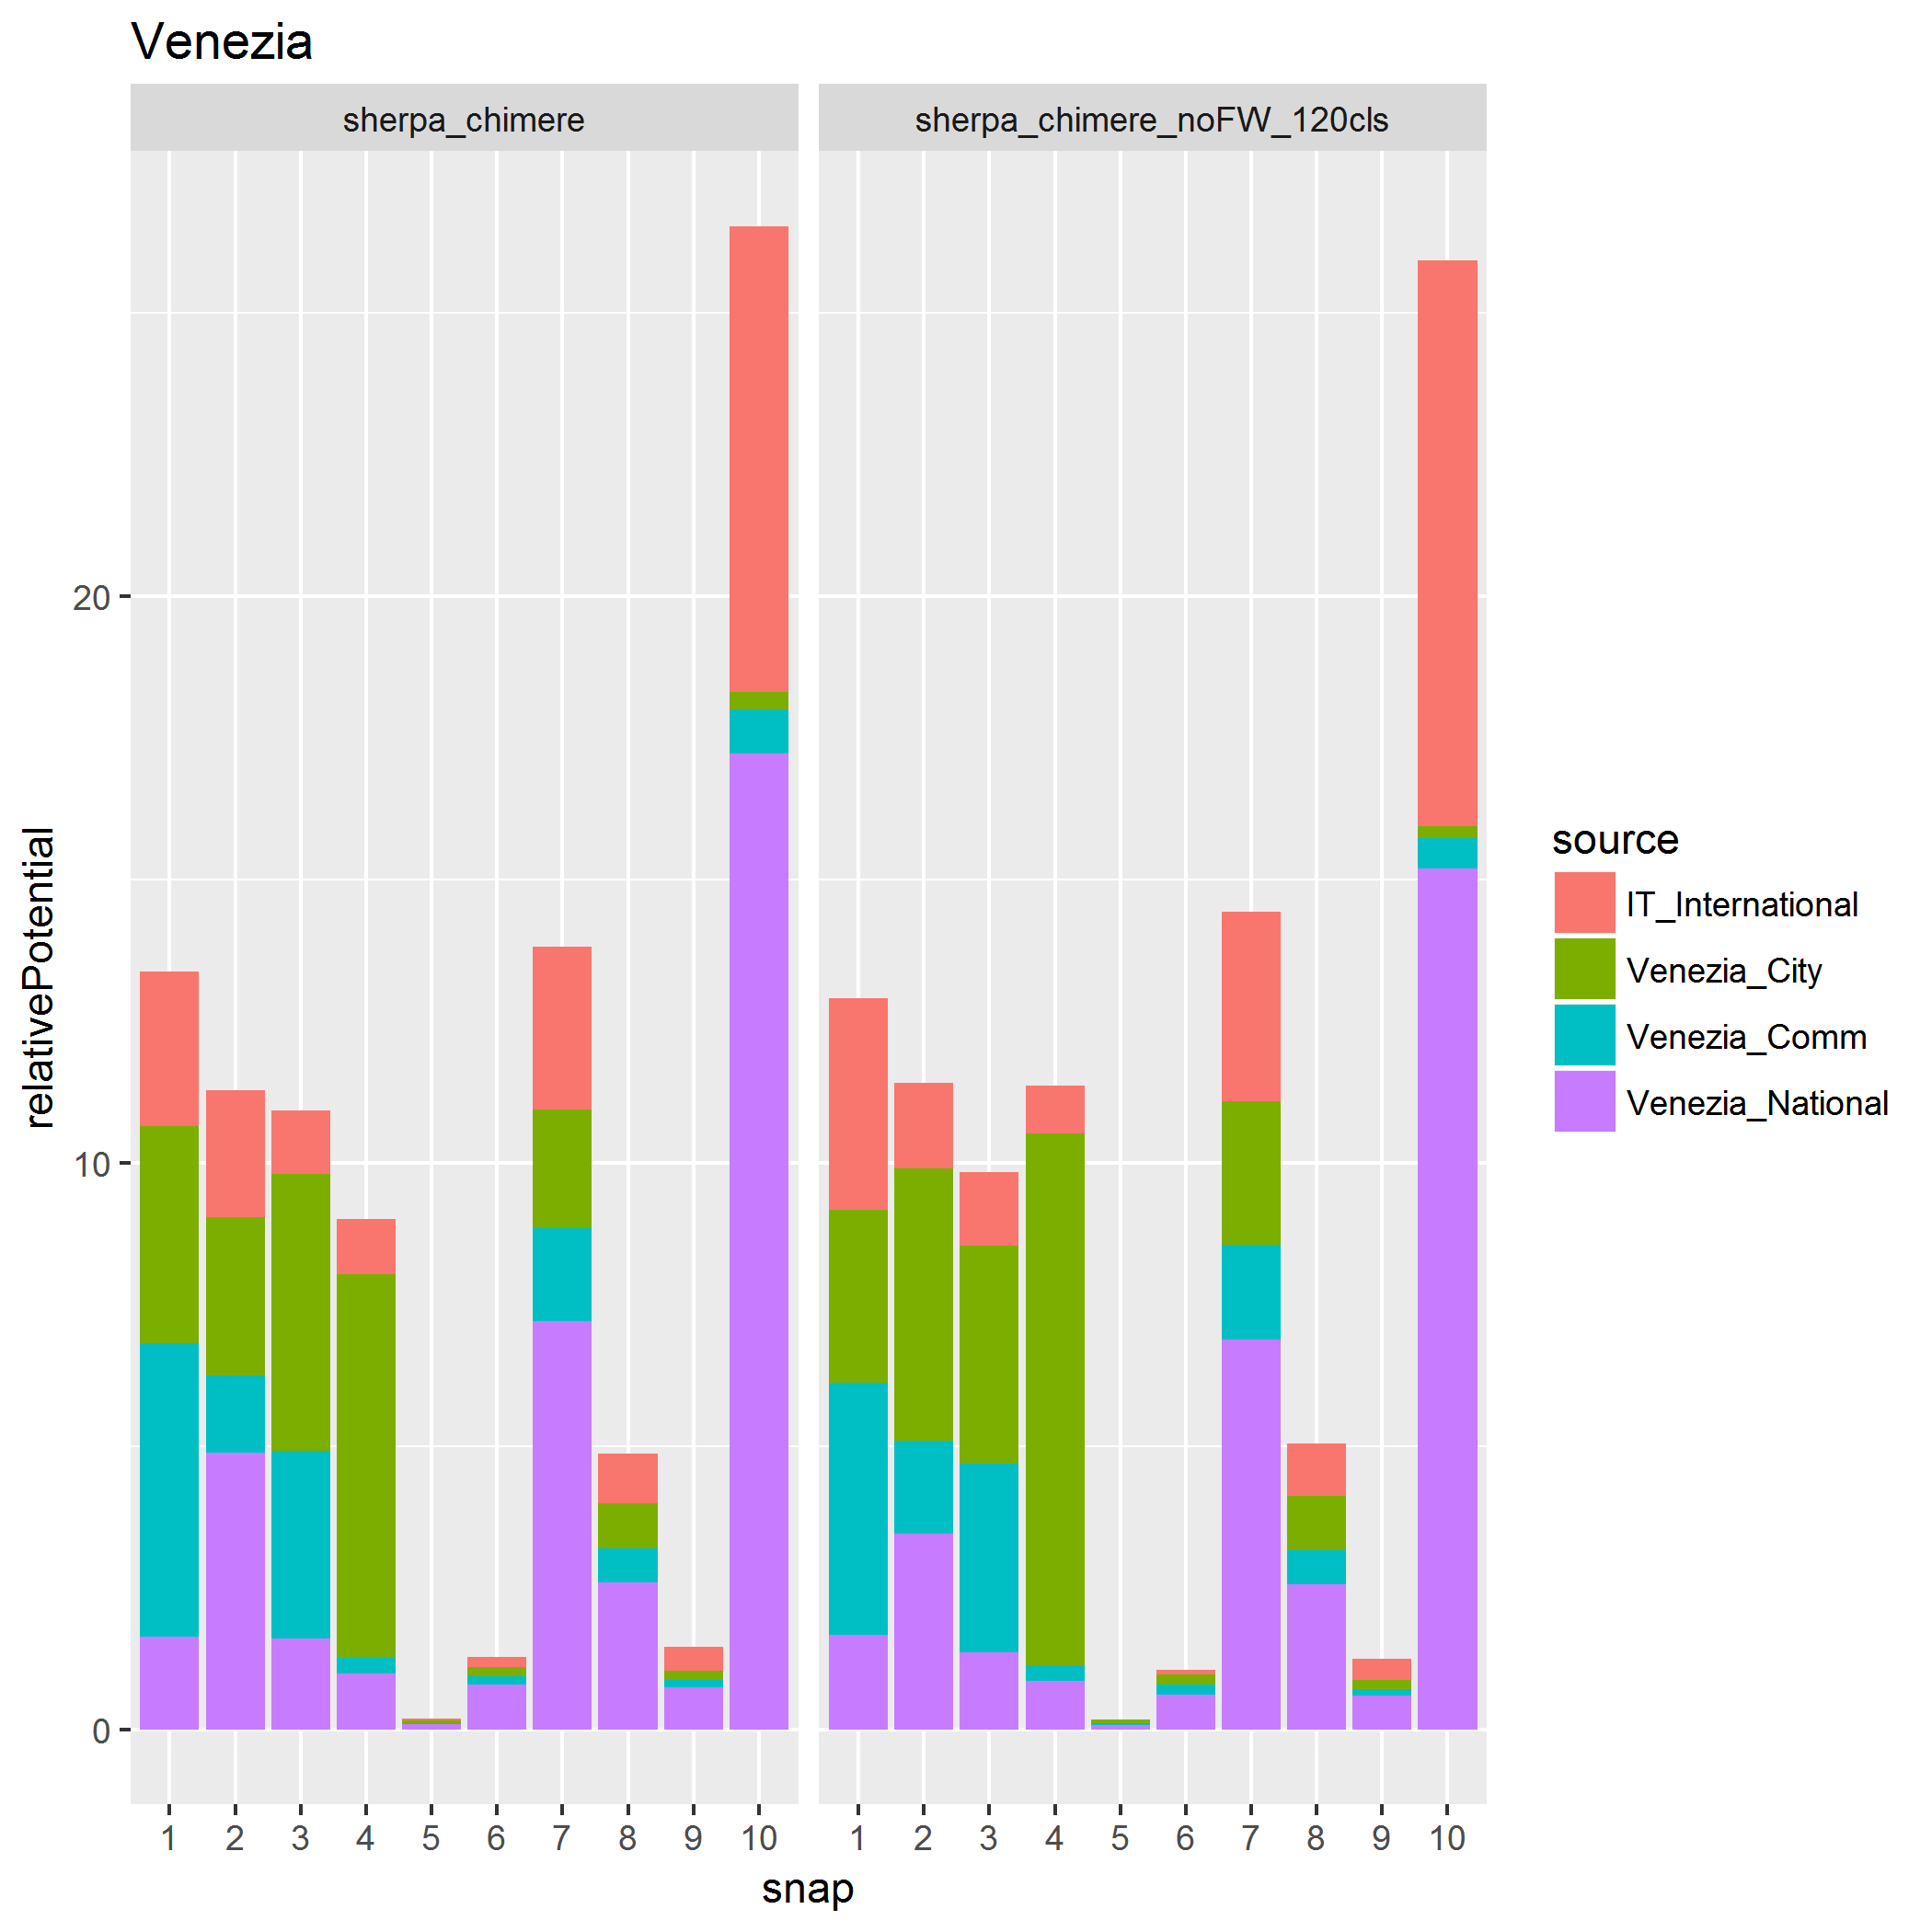 Venezia
sherpa_chimere
sherpa_chimere_noFW_120cls
20
10
0
relativePotential
1 2 3 4 5 6 7 8 9 10
1 2 3 4 5 6 7 8 9 10
snap
source
IT_International
Venezia_City
Venezia_Comm
Venezia_National